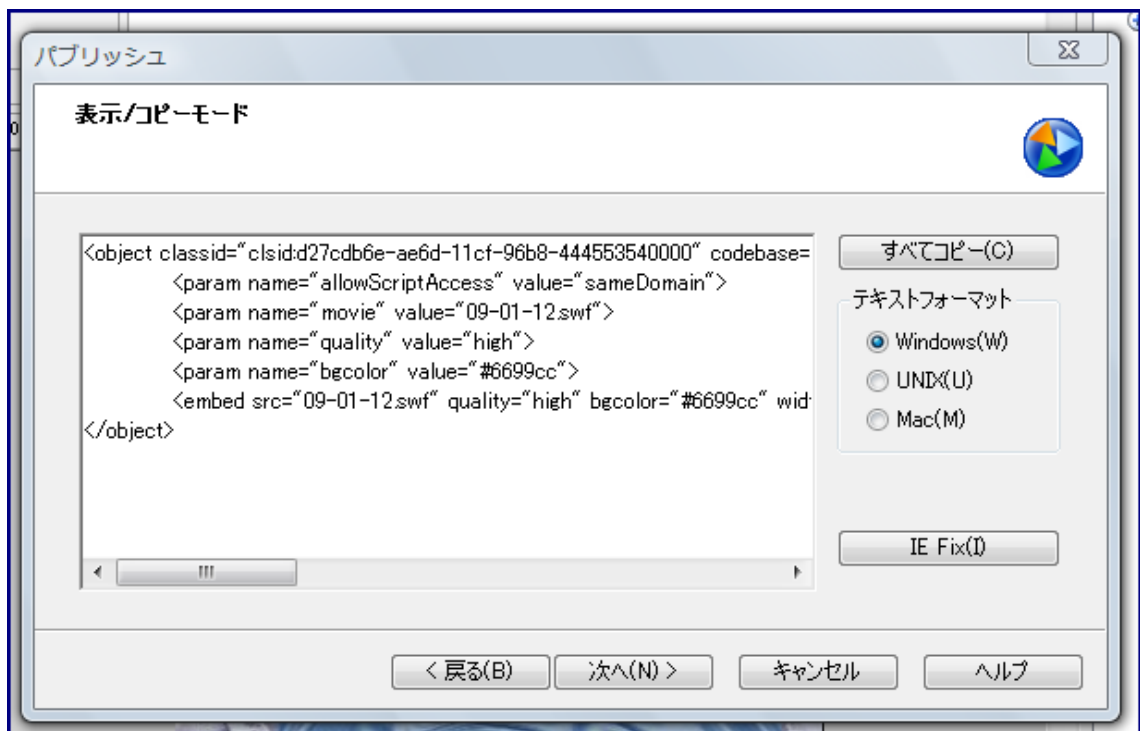 パブリッシュ
表示/コピーモード
<object classid="clsid:d27cdb6e-ae6d-11cf-96b8-444553540000" codebase=
<param name="allowScriptAccess" value="sameDomain">
<param name="movie" value="09-01-12.swf">
<param name="quality" value="high">
<param name="bgcolor" value="#6699cc">
<embed src="09-01-12.swf" quality="high" bgcolor="#6699cc" wid
</object>
すべてコピー(C)
テキストフォーマット
Windows(W)
UNIX(U)
Mac(M)
IE Fix(I)
< 戻る(B)
次へ(N) >
キャンセル
ヘルプ